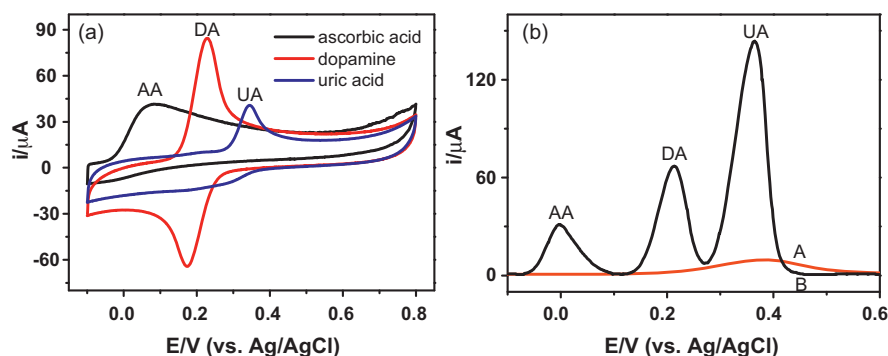 (a)
DA
AA
UA
ascorbic acid
dopamine
uric acid
90
60
30
0
-30
-60
i/µA
0.0 0.2 0.4 0.6 0.8
E/V (vs. Ag/AgCl)
(b)
UA
DA
AA
A
B
120
60
0
i/µA
0.0 0.2 0.4 0.6
E/V (vs. Ag/AgCl)